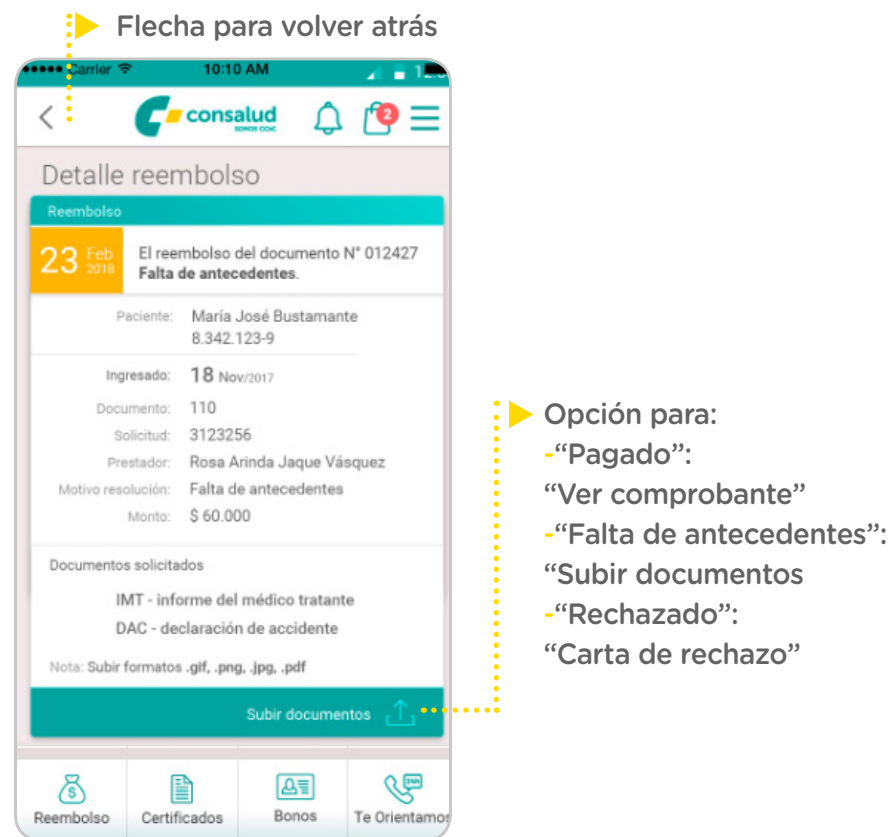 Flecha para volver atrás
Carrier 10:10 AM
consalud
SOMOS CChC
2
Detalle reembolso
Reembolso
23 Feb 2018
El reembolso del documento N° 012427
Falta de antecedentes.
Paciente: María José Bustamante
8.342.123-9
Ingresado: 18 Nov/2017
Documento: 110
Solicitud: 3123256
Prestador: Rosa Arinda Jaque Vásquez
Motivo resolución: Falta de antecedentes
Monto: $ 60.000
Documentos solicitados
IMT - informe del médico tratante
DAC - declaración de accidente
Nota: Subir formatos .gif, .png, .jpg, .pdf
Subir documentos
Reembolso Certificados Bonos Te Orientamos
24h
Opción para:
-“Pagado”:
“Ver comprobante”
-“Falta de antecedentes”:
“Subir documentos
-“Rechazado”:
“Carta de rechazo”